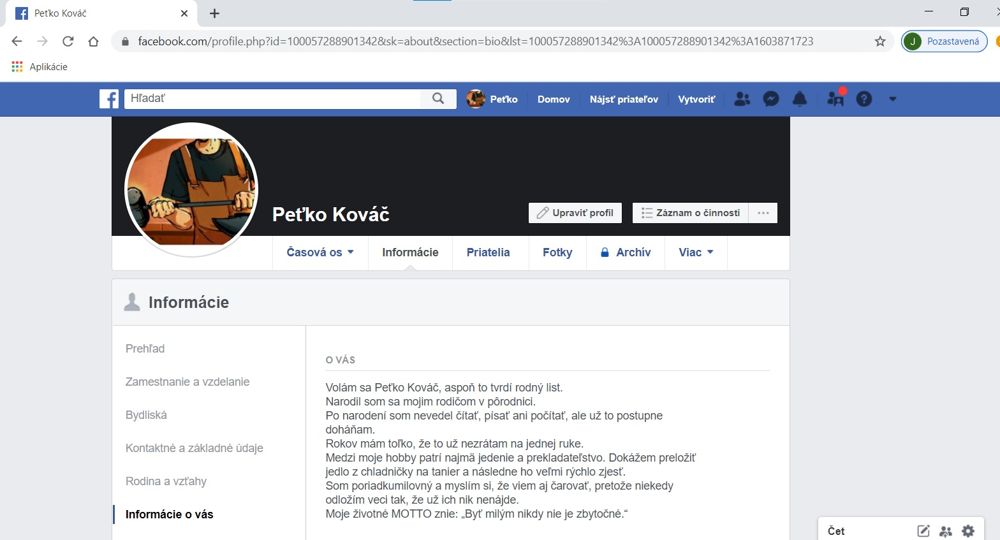 Peťko Kováč
facebook.com/profile.php?id=100057288901342&sk=about&section=bio&lst=100057288901342%3A100057288901342%3A1603871723
J Pozastavená
Aplikácie
Hľadať
Peťko Domov Nájsť priateľov Vytvoriť
Peťko Kováč
Upraviť profil Záznam o činnosti
Časová os Informácie Priatelia Fotky Archív Viac
Informácie
Prehľad
Zamestnanie a vzdelanie
Bydliská
Kontaktné a základné údaje
Rodina a vzťahy
Informácie o vás
O VÁS
Volám sa Peťko Kováč, aspoň to tvrdí rodný list.
Narodil som sa mojim rodičom v pôrodnici.
Po narodení som nevedel čítať, písať ani počítať, ale už to postupne
doháňam.
Rokov mám toľko, že to už nezrátam na jednej ruke.
Medzi moje hobby patrí najmä jedenie a prekladateľstvo. Dokážem preložiť
jedlo z chladničky na tanier a následne ho veľmi rýchlo zjesť.
Som poriadkumilovný a myslím si, že viem aj čarovať, pretože niekedy
odložím veci tak, že už ich nik nenájde.
Moje životné MOTTO znie: „Byť milým nikdy nie je zbytočné.“
Čet